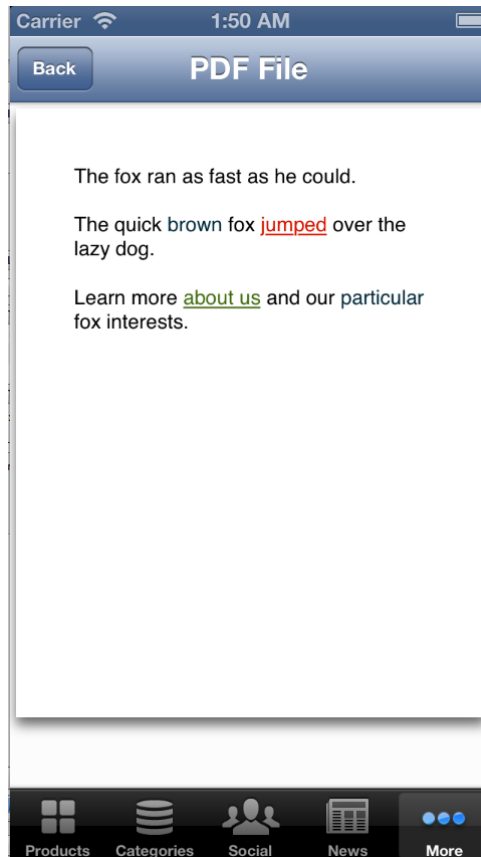 Carrier 1:50 AM
Back PDF File
The fox ran as fast as he could.
The quick brown fox jumped over the
lazy dog.
Learn more about us and our particular
fox interests.
Products Categories Social News More